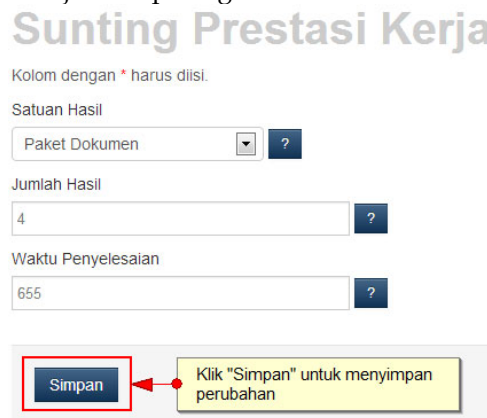 Sunting Prestasi Kerja
Kolom dengan * harus diisi.
Satuan Hasil
Paket Dokumen ?
Jumlah Hasil
4 ?
Waktu Penyelesaian
655 ?
Simpan Klik "Simpan" untuk menyimpan
perubahan